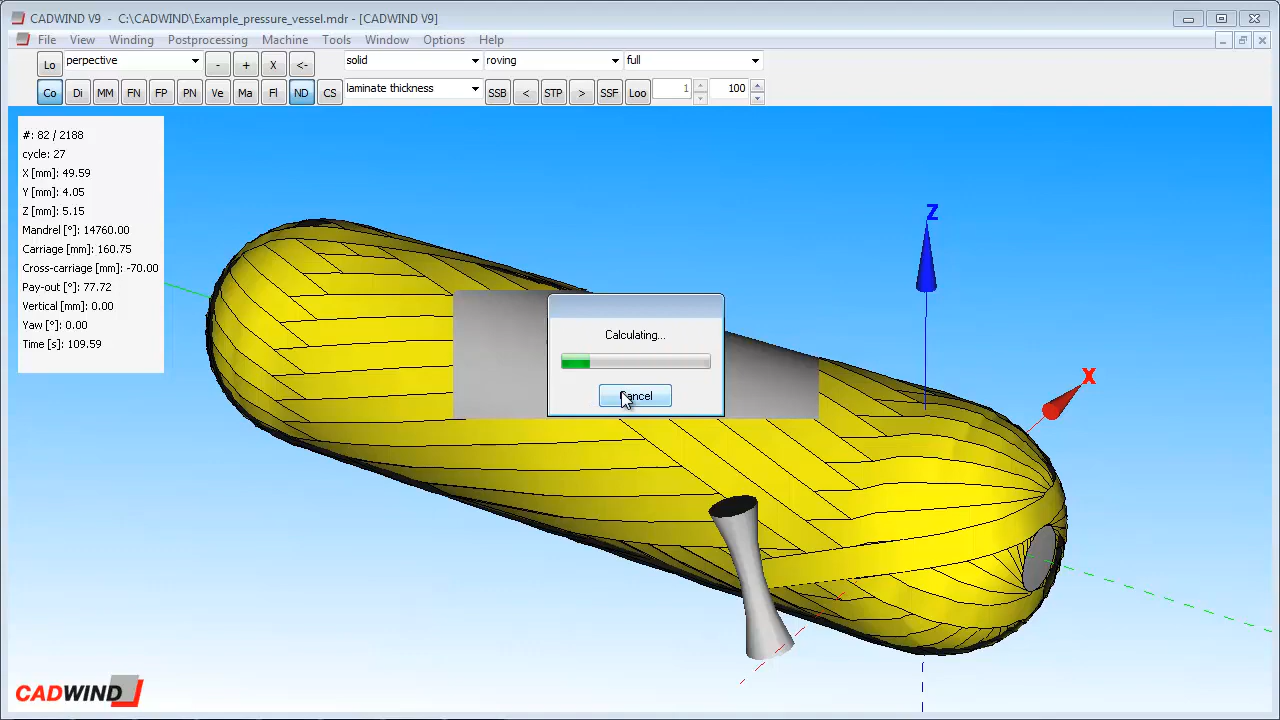 CADWIND V9 - C:\CADWIND\Example_pressure_vessel.mdr - [CADWIND V9]
File View Winding Postprocessing Machine Tools Window Options Help
Lo perpective - + X <- solid roving full
Co Di MM FN FP PN Ve Ma Fl ND CS laminate thickness SSB < STP > SSF Loo 1 100
#: 82 / 2188
cycle: 27
X [mm]: 49.59
Y [mm]: 4.05
Z [mm]: 5.15
Mandrel [°]: 14760.00
Carriage [mm]: 160.75
Cross-carriage [mm]: -70.00
Pay-out [°]: 77.72
Vertical [mm]: 0.00
Yaw [°]: 0.00
Time [s]: 109.59
Z
X
Calculating...
Cancel
CADWIND